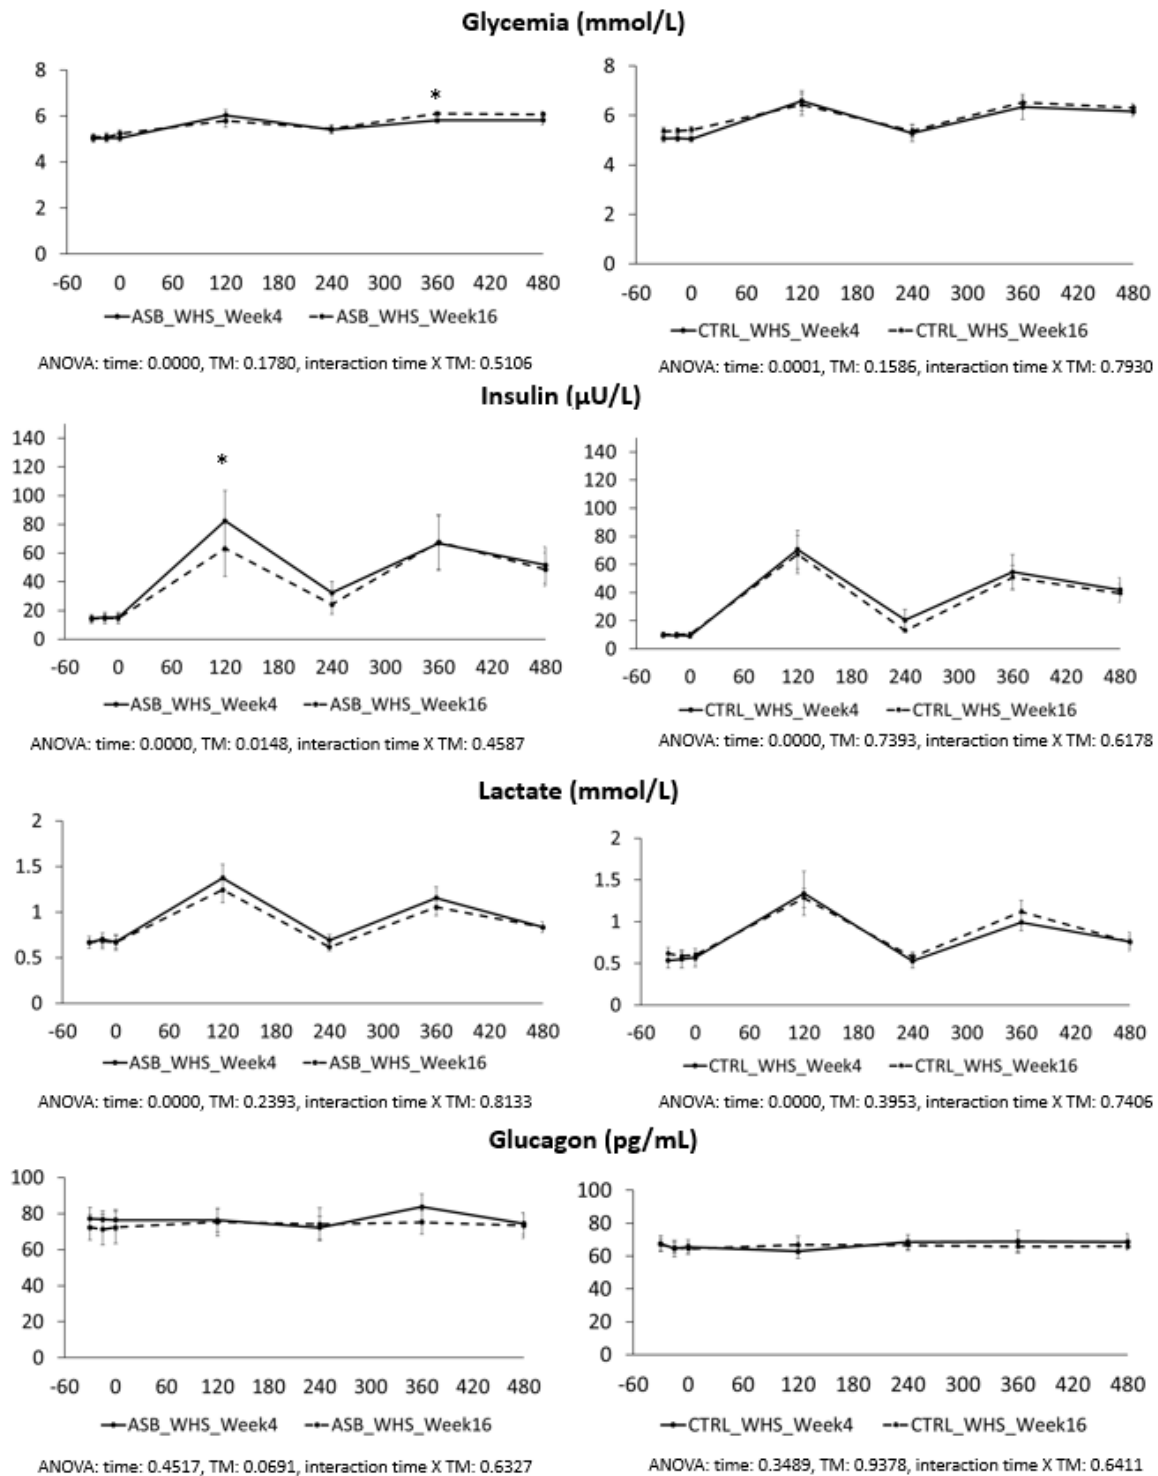 Glycemia (mmol/L)
8
6
4
2
0
*
-60 0 60 120 180 240 300 360 420 480
ASB_WHS_Week4 ASB_WHS_Week16
ANOVA: time: 0.0000, TM: 0.1780, interaction time X TM: 0.5106
8
6
4
2
0
-60 0 60 120 180 240 300 360 420 480
CTRL_WHS_Week4 CTRL_WHS_Week16
ANOVA: time: 0.0001, TM: 0.1586, interaction time X TM: 0.7930
Insulin (µU/L)
140
120
100
80
60
40
20
0
*
-60 0 60 120 180 240 300 360 420 480
ASB_WHS_Week4 ASB_WHS_Week16
ANOVA: time: 0.0000, TM: 0.0148, interaction time X TM: 0.4587
140
120
100
80
60
40
20
0
-60 0 60 120 180 240 300 360 420 480
CTRL_WHS_Week4 CTRL_WHS_Week16
ANOVA: time: 0.0000, TM: 0.7393, interaction time X TM: 0.6178
Lactate (mmol/L)
2
1.5
1
0.5
0
-60 0 60 120 180 240 300 360 420 480
ASB_WHS_Week4 ASB_WHS_Week16
ANOVA: time: 0.0000, TM: 0.2393, interaction time X TM: 0.8133
2
1.5
1
0.5
0
-60 0 60 120 180 240 300 360 420 480
CTRL_WHS_Week4 CTRL_WHS_Week16
ANOVA: time: 0.0000, TM: 0.3953, interaction time X TM: 0.7406
Glucagon (pg/mL)
100
80
60
40
20
0
-60 0 60 120 180 240 300 360 420 480
ASB_WHS_Week4 ASB_WHS_Week16
ANOVA: time: 0.4517, TM: 0.0691, interaction time X TM: 0.6327
100
80
60
40
20
0
-60 0 60 120 180 240 300 360 420 480
CTRL_WHS_Week4 CTRL_WHS_Week16
ANOVA: time: 0.3489, TM: 0.9378, interaction time X TM: 0.6411